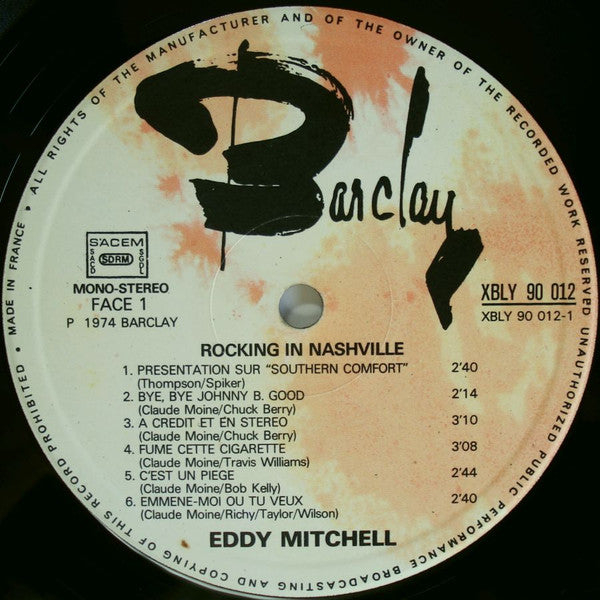 • MADE IN FRANCE • ALL RIGHTS OF THE MANUFACTURER AND OF THE OWNER OF THE RECORDED WORK RESERVED UNAUTHORIZED PUBLIC PERFORMANCE BROADCASTING AND COPYING OF THIS RECORD PROHIBITED
Barclay
SACEM
SACD SDRM SGDL
MONO-STEREO
FACE 1
P 1974 BARCLAY
XBLY 90 012
XBLY 90 012-1
ROCKING IN NASHVILLE
1. PRESENTATION SUR “SOUTHERN COMFORT” 2'40
(Thompson/Spiker)
2. BYE, BYE JOHNNY B. GOOD 2'14
(Claude Moine/Chuck Berry)
3. A CREDIT ET EN STEREO 3'10
(Claude Moine/Chuck Berry)
4. FUME CETTE CIGARETTE 3'08
(Claude Moine/Travis Williams)
5. C'EST UN PIEGE 2'44
(Claude Moine/Bob Kelly)
6. EMMENE-MOI OU TU VEUX 2'40
(Claude Moine/Richy/Taylor/Wilson)
EDDY MITCHELL